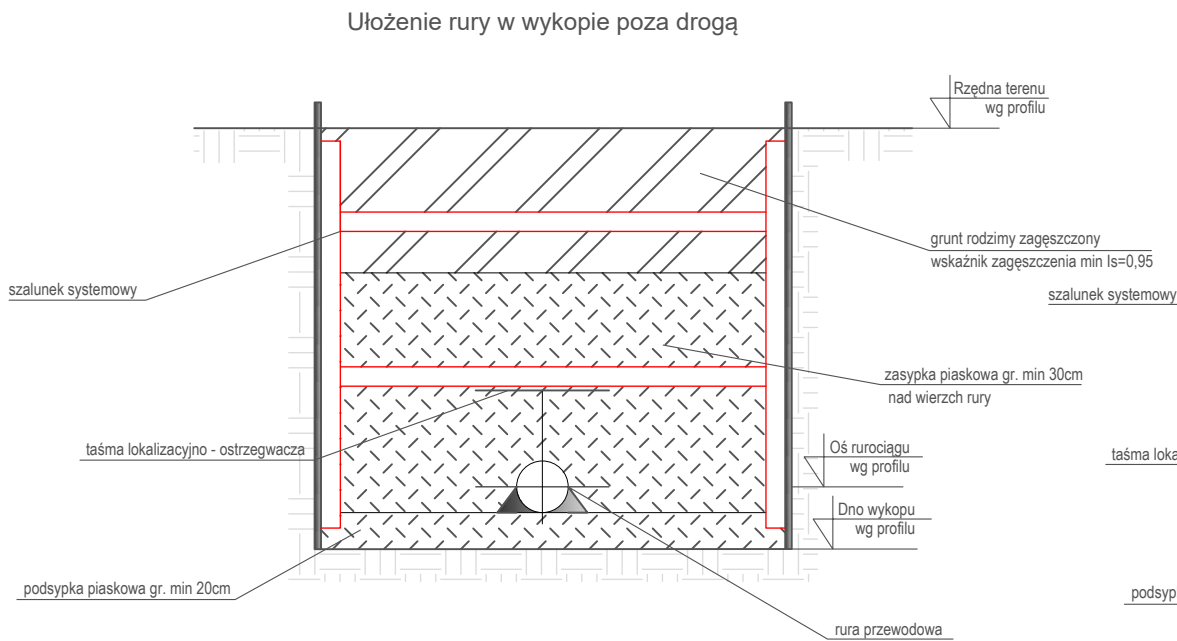 Ułożenie rury w wykopie poza drogą
Rzędna terenu
wg profilu
grunt rodzimy zagęszczony
wskaźnik zagęszczenia min Is=0,95
szalunek systemowy
szalunek systemowy
zasypka piaskowa gr. min 30cm
nad wierzch rury
taśma lokalizacyjno - ostrzegwacza
Oś rurociągu
wg profilu
taśma loka
Dno wykopu
wg profilu
podsypka piaskowa gr. min 20cm
podsyp
rura przewodowa